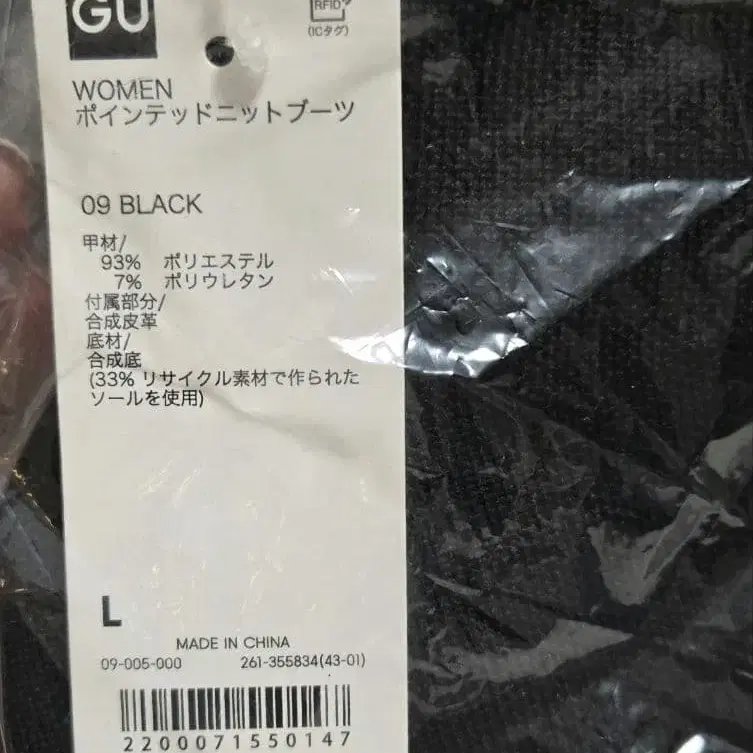 GU
RFID
(ICタグ)
WOMEN
ポインテッドニットブーツ
09 BLACK
甲材/
93% ポリエステル
7% ポリウレタン
付属部分/
合成皮革
底材/
合成底
(33% リサイクル素材で作られた
ソールを使用)
L
MADE IN CHINA
09-005-000 261-355834(43-01)
2200071550147